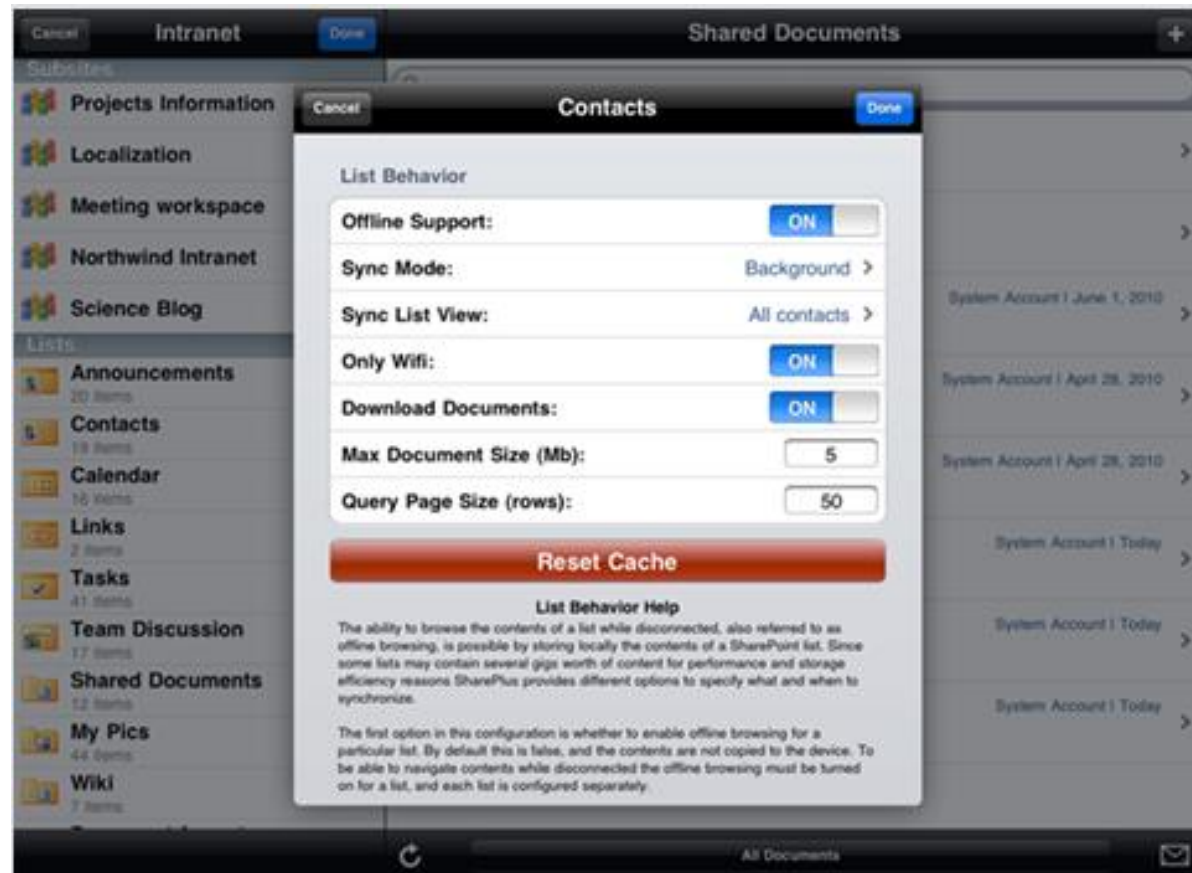 Cancel
Intranet
Done
Shared Documents
+
Subsites
Projects Information
Localization
Meeting workspace
Northwind Intranet
Science Blog
Lists
Announcements
20 items
Contacts
19 items
Calendar
16 items
Links
2 items
Tasks
41 items
Team Discussion
17 items
Shared Documents
12 items
My Pics
44 items
Wiki
7 items
Cancel
Contacts
Done
List Behavior
Offline Support: ON
Sync Mode: Background >
Sync List View: All contacts >
Only Wifi: ON
Download Documents: ON
Max Document Size (Mb): 5
Query Page Size (rows): 50
Reset Cache
List Behavior Help
The ability to browse the contents of a list while disconnected, also referred to as
offline browsing, is possible by storing locally the contents of a SharePoint list. Since
some lists may contain several gigs worth of content for performance and storage
efficiency reasons SharePlus provides different options to specify what and when to
synchronize.
The first option in this configuration is whether to enable offline browsing for a
particular list. By default this is false, and the contents are not copied to the device. To
be able to navigate contents while disconnected the offline browsing must be turned
on for a list, and each list is configured separately.
System Account | June 1, 2010
System Account | April 28, 2010
System Account | April 28, 2010
System Account | Today
System Account | Today
System Account | Today
All Documents